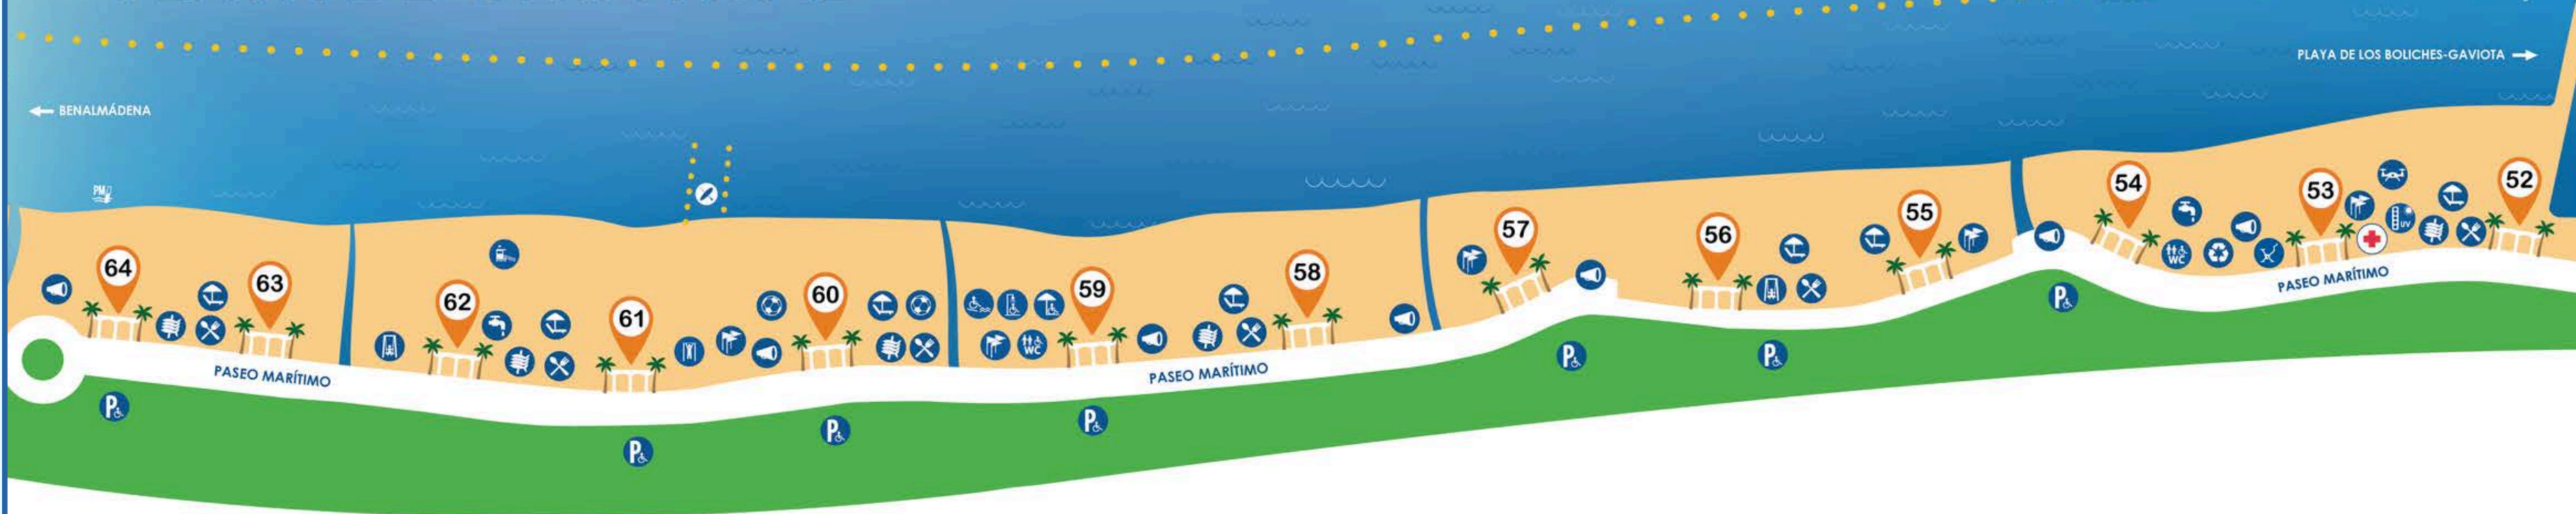 PLAYA DE LOS BOLICHES-GAVIOTA
BENALMÁDENA
PM
64
63
62
61
60
59
58
57
56
55
54
53
52
UV
WC
WC
PASEO MARÍTIMO
PASEO MARÍTIMO
PASEO MARÍTIMO
P
P
P
P
P
P
P